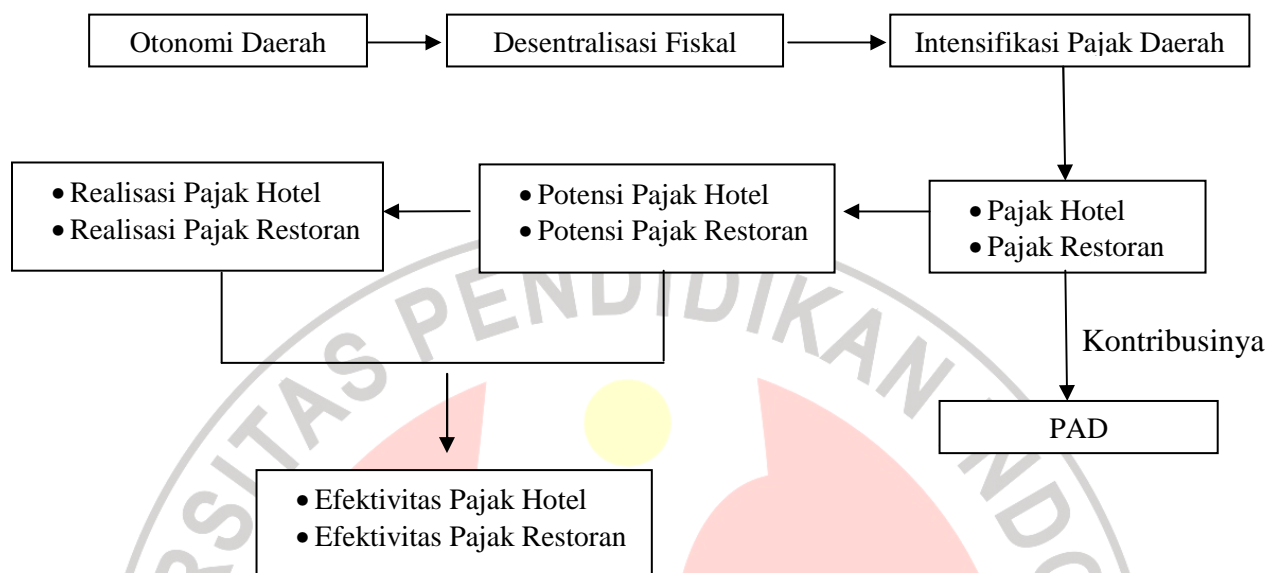 Otonomi Daerah
Desentralisasi Fiskal
Intensifikasi Pajak Daerah
• Realisasi Pajak Hotel
• Realisasi Pajak Restoran
• Potensi Pajak Hotel
• Potensi Pajak Restoran
• Pajak Hotel
• Pajak Restoran
Kontribusinya
PAD
• Efektivitas Pajak Hotel
• Efektivitas Pajak Restoran
PENDIDIKAN